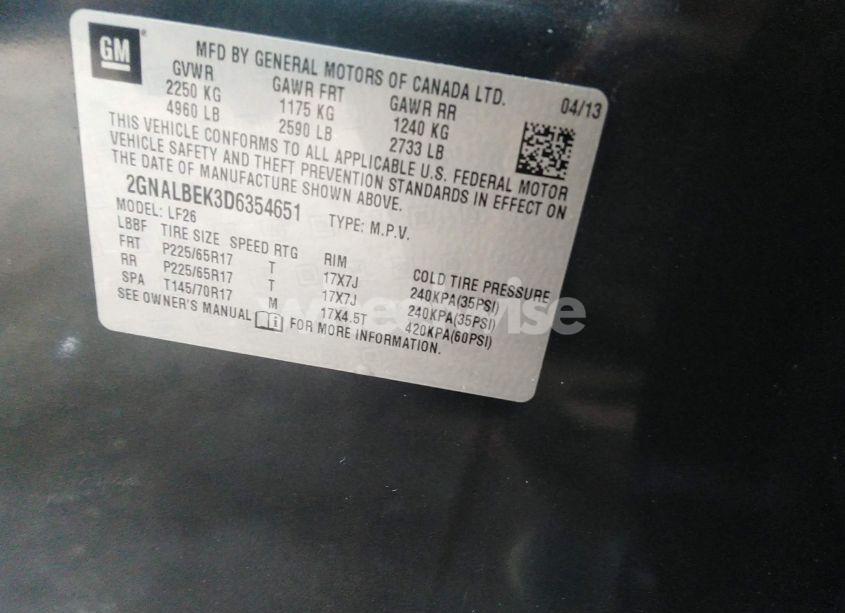 GM
MFD BY GENERAL MOTORS OF CANADA LTD.
04/13
GVWR GAWR FRT GAWR RR
2250 KG 1175 KG 1240 KG
4960 LB 2590 LB 2733 LB
THIS VEHICLE CONFORMS TO ALL APPLICABLE U.S. FEDERAL MOTOR
VEHICLE SAFETY AND THEFT PREVENTION STANDARDS IN EFFECT ON
THE DATE OF MANUFACTURE SHOWN ABOVE.
2GNALBEK3D6354651 TYPE: M.P.V.
MODEL: LF26
LBBF TIRE SIZE SPEED RTG RIM COLD TIRE PRESSURE
FRT P225/65R17 T 17X7J 240KPA(35PSI)
RR P225/65R17 T 17X7J 240KPA(35PSI)
SPA T145/70R17 M 17X4.5T 420KPA(60PSI)
SEE OWNER'S MANUAL FOR MORE INFORMATION.